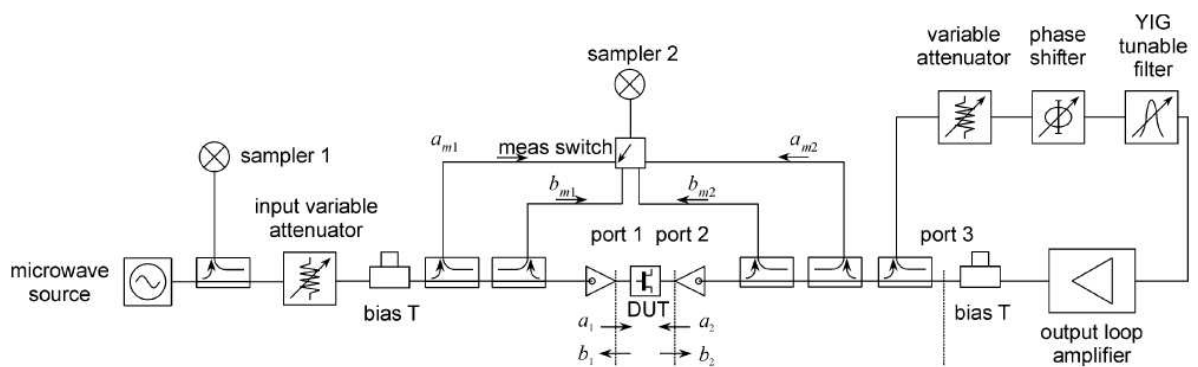 variable
attenuator
phase
shifter
YIG
tunable
filter
sampler 2
a_{m1}
meas switch
a_{m2}
sampler 1
b_{m1}
b_{m2}
input variable
attenuator
port 1
port 2
port 3
microwave
source
bias T
DUT
bias T
a_1
a_2
b_1
b_2
output loop
amplifier
Φ